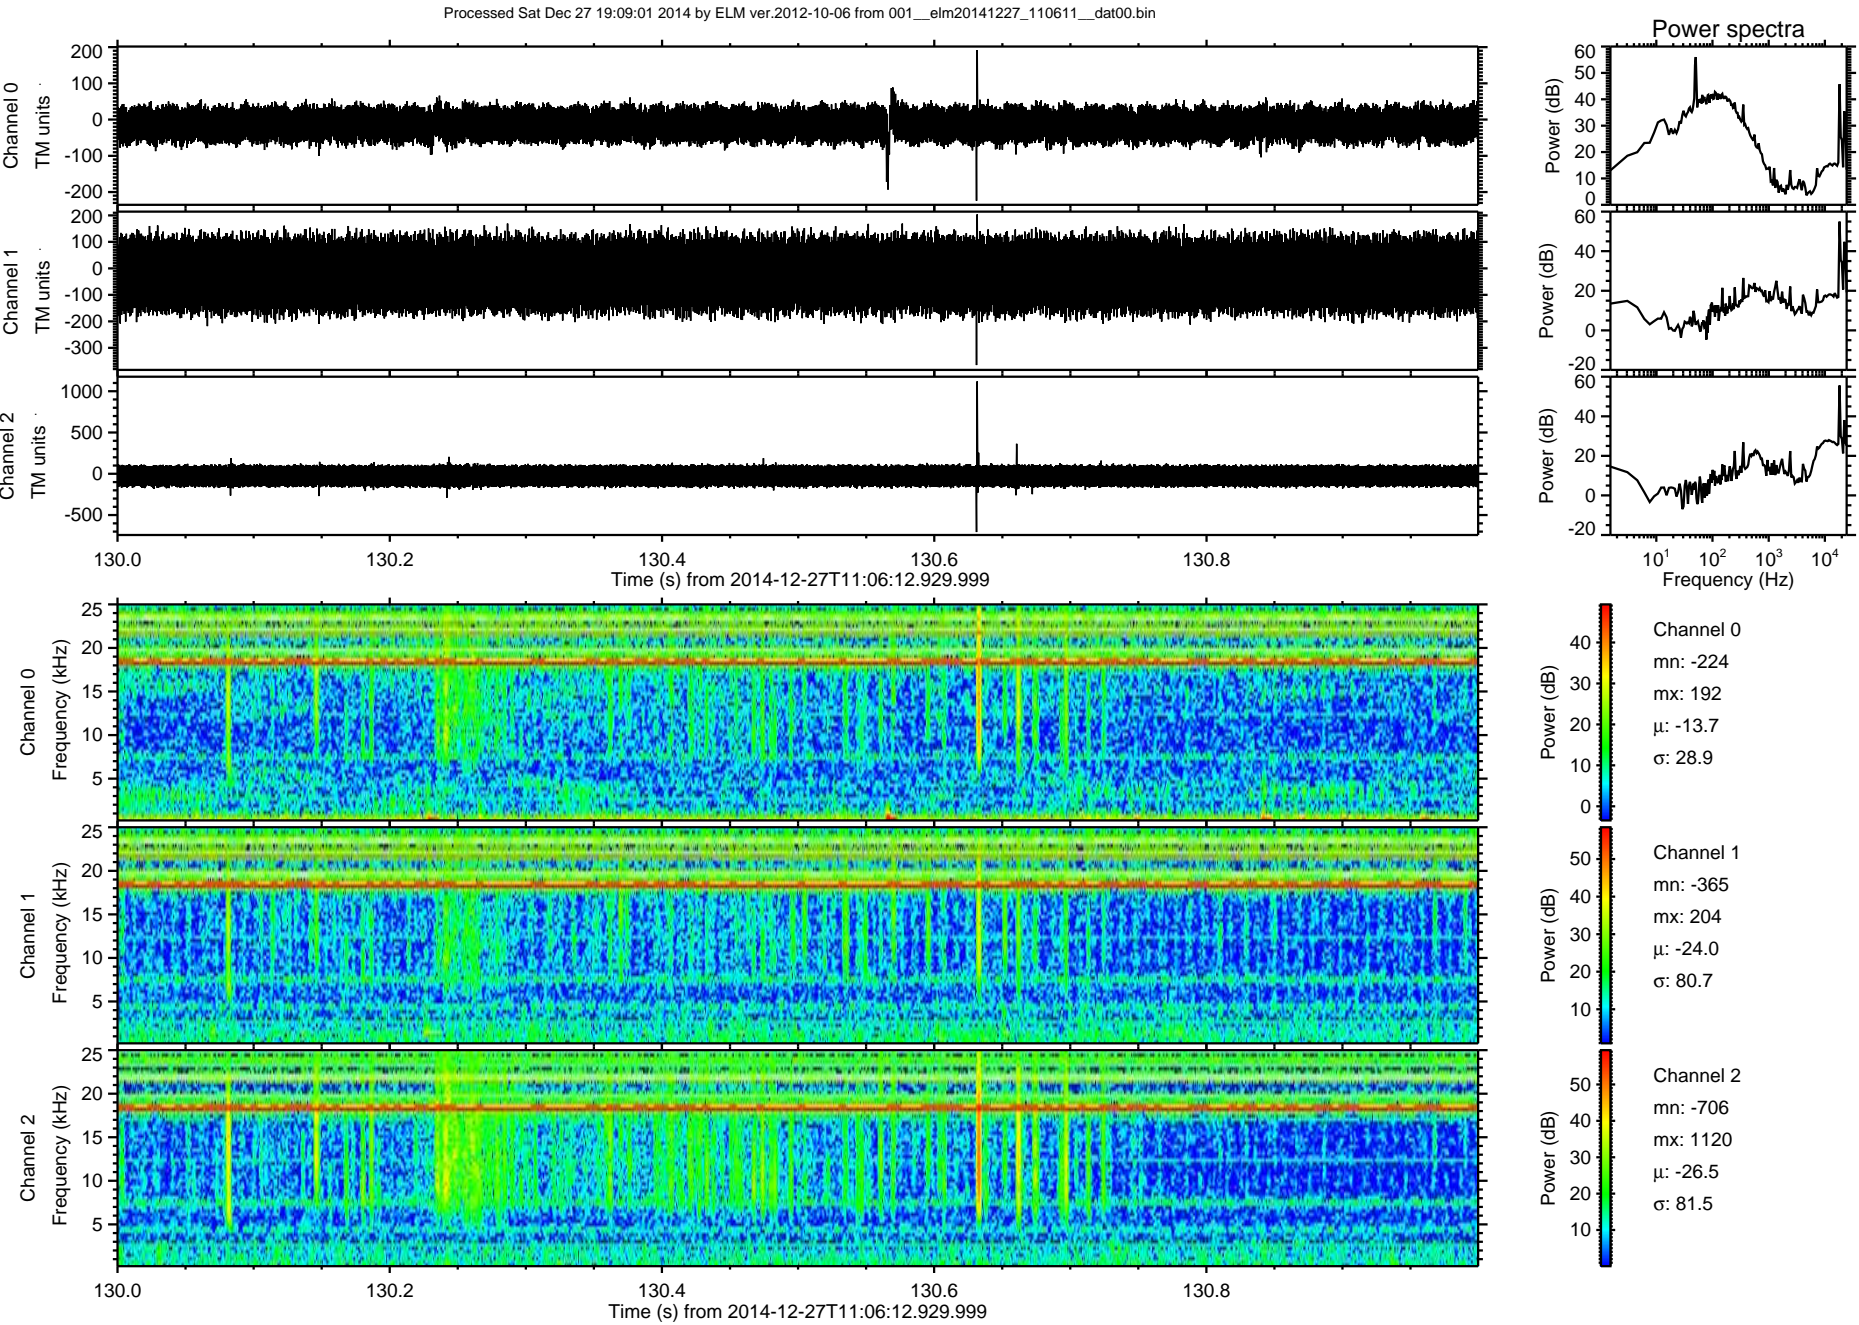 Processed Sat Dec 27 19:09:01 2014 by ELM ver.2012-10-06 from 001__elm20141227_110611__dat00.bin
Power spectra
Channel 0
TM units
200
100
0
-100
-200
Power (dB)
60
50
40
30
20
10
0
Channel 1
TM units
200
100
0
-100
-200
-300
Power (dB)
60
40
20
0
-20
Channel 2
TM units
1000
500
0
-500
Power (dB)
60
40
20
0
-20
130.0
130.2
130.4
130.6
130.8
Time (s) from 2014-12-27T11:06:12.929.999
10¹
10²
10³
10⁴
Frequency (Hz)
Channel 0
Frequency (kHz)
25
20
15
10
5
Power (dB)
40
30
20
10
0
Channel 0
mn: -224
mx: 192
μ: -13.7
σ: 28.9
Channel 1
Frequency (kHz)
25
20
15
10
5
Power (dB)
50
40
30
20
10
Channel 1
mn: -365
mx: 204
μ: -24.0
σ: 80.7
Channel 2
Frequency (kHz)
25
20
15
10
5
Power (dB)
50
40
30
20
10
Channel 2
mn: -706
mx: 1120
μ: -26.5
σ: 81.5
130.0
130.2
130.4
130.6
130.8
Time (s) from 2014-12-27T11:06:12.929.999